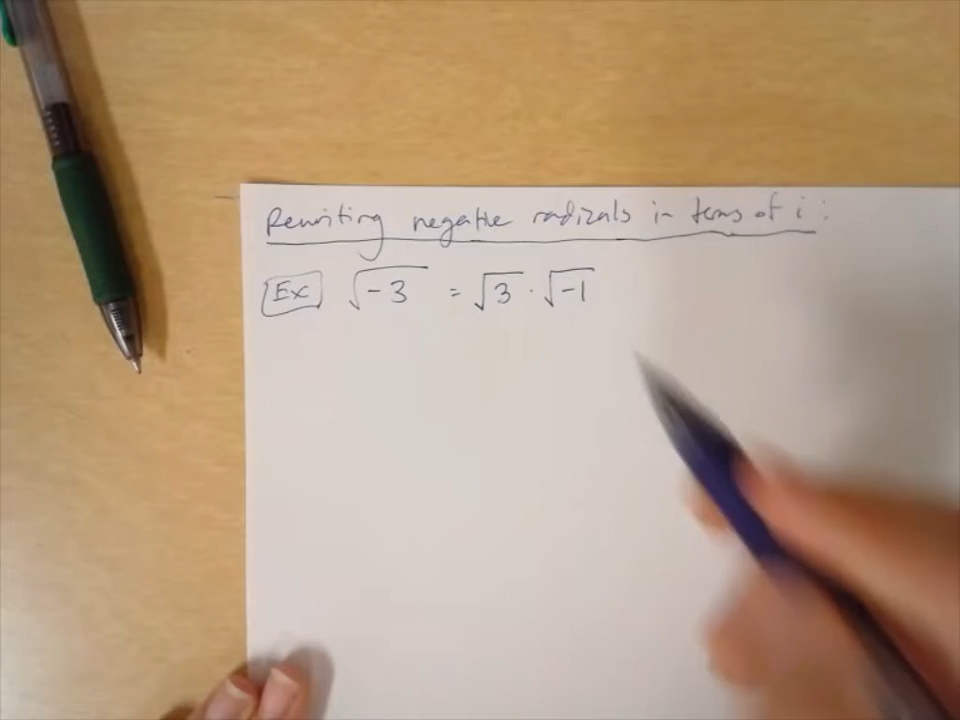 Rewriting negative radicals in terms of i :
Ex √-3 = √3 · √-1